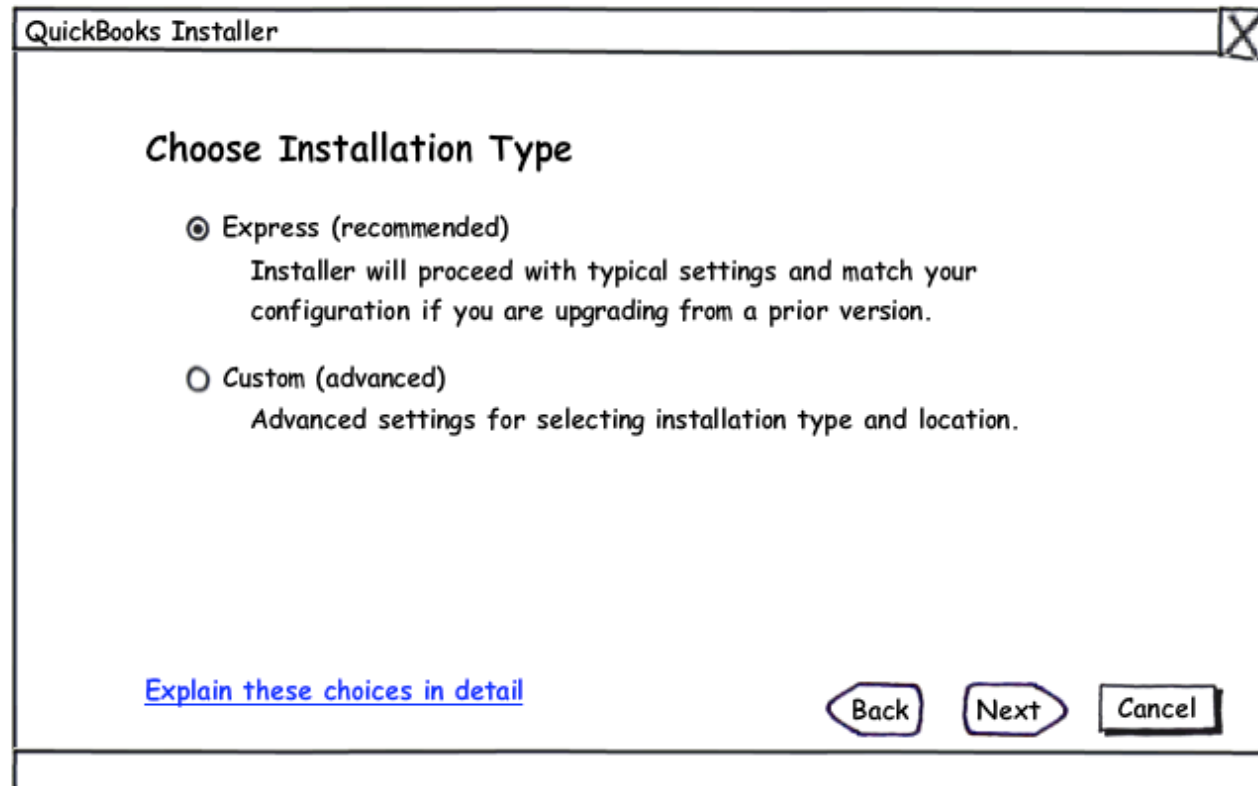 QuickBooks Installer
Choose Installation Type
Express (recommended)
Installer will proceed with typical settings and match your
configuration if you are upgrading from a prior version.
Custom (advanced)
Advanced settings for selecting installation type and location.
Explain these choices in detail
Back
Next
Cancel